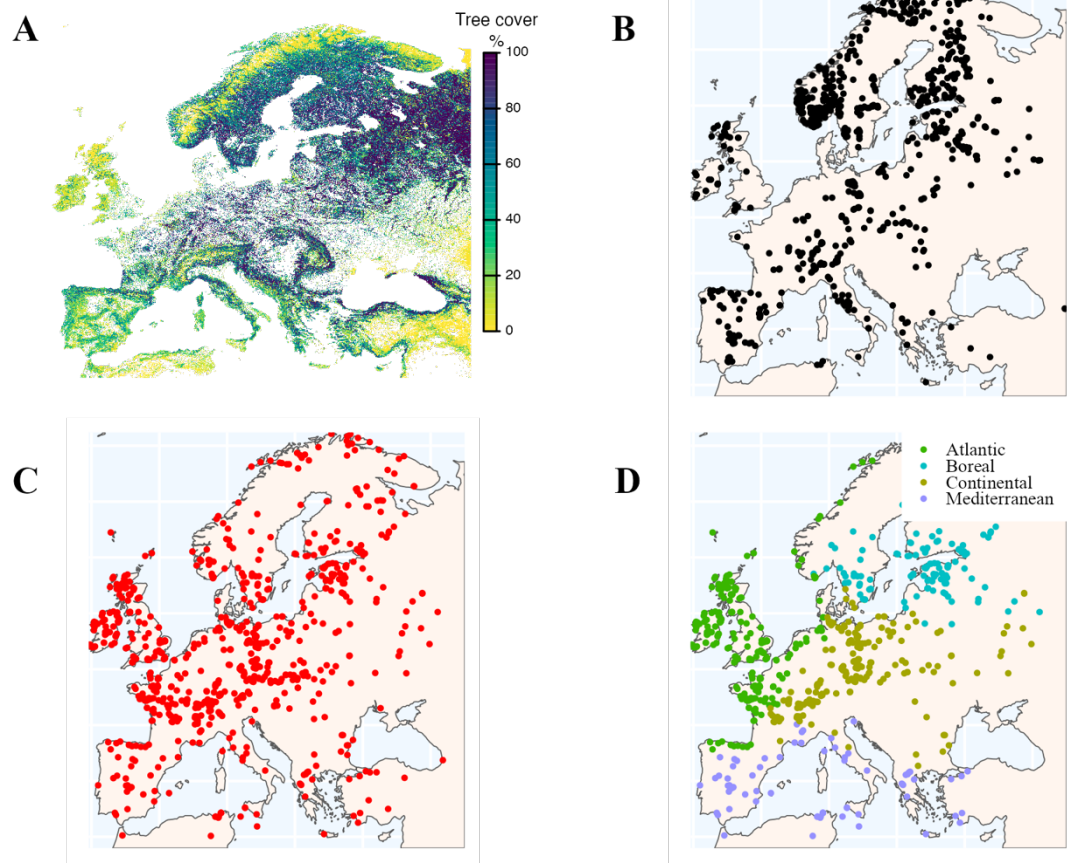 A
Tree cover
%
100
80
60
40
20
0
B
C
D
Atlantic
Boreal
Continental
Mediterranean